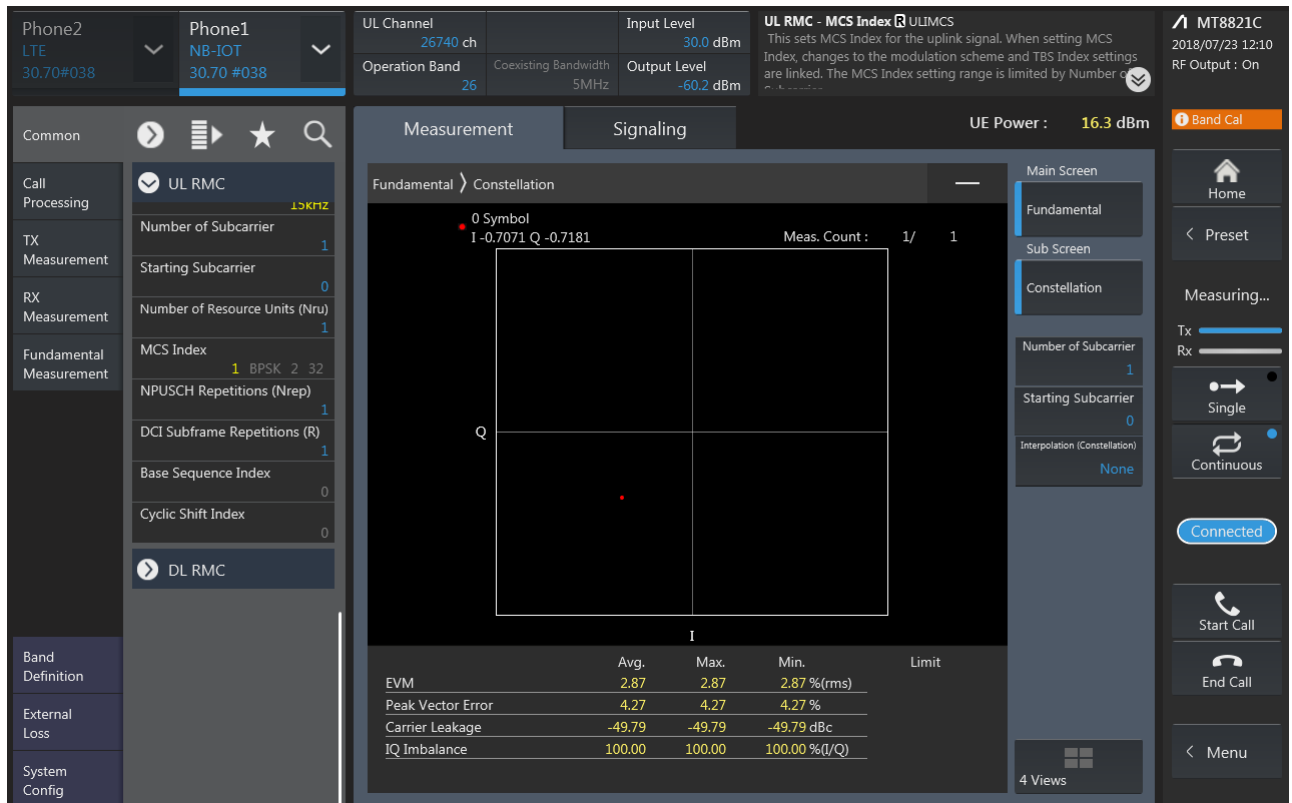 Phone2
LTE
30.70#038
Phone1
NB-IOT
30.70 #038
UL Channel
26740 ch
Operation Band
26
Coexisting Bandwidth
5MHz
Input Level
30.0 dBm
Output Level
-60.2 dBm
UL RMC - MCS Index R ULIMCS
This sets MCS Index for the uplink signal. When setting MCS
Index, changes to the modulation scheme and TBS Index settings
are linked. The MCS Index setting range is limited by Number
MT8821C
2018/07/23 12:10
RF Output : On
Common
Call
Processing
TX
Measurement
RX
Measurement
Fundamental
Measurement
Band
Definition
External
Loss
System
Config
UL RMC
15kHz
Number of Subcarrier
1
Starting Subcarrier
0
Number of Resource Units (Nru)
1
MCS Index
1 BPSK 2 32
NPUSCH Repetitions (Nrep)
1
DCI Subframe Repetitions (R)
1
Base Sequence Index
0
Cyclic Shift Index
0
DL RMC
Measurement
Signaling
UE Power : 16.3 dBm
Fundamental 〉 Constellation
0 Symbol
I -0.7071 Q -0.7181
Meas. Count : 1/ 1
Q
I
Avg. Max. Min. Limit
EVM 2.87 2.87 2.87 %(rms)
Peak Vector Error 4.27 4.27 4.27 %
Carrier Leakage -49.79 -49.79 -49.79 dBc
IQ Imbalance 100.00 100.00 100.00 %(I/Q)
Main Screen
Fundamental
Sub Screen
Constellation
Number of Subcarrier
1
Starting Subcarrier
0
Interpolation (Constellation)
None
4 Views
Band Cal
Home
< Preset
Measuring...
Tx
Rx
Single
Continuous
Connected
Start Call
End Call
< Menu